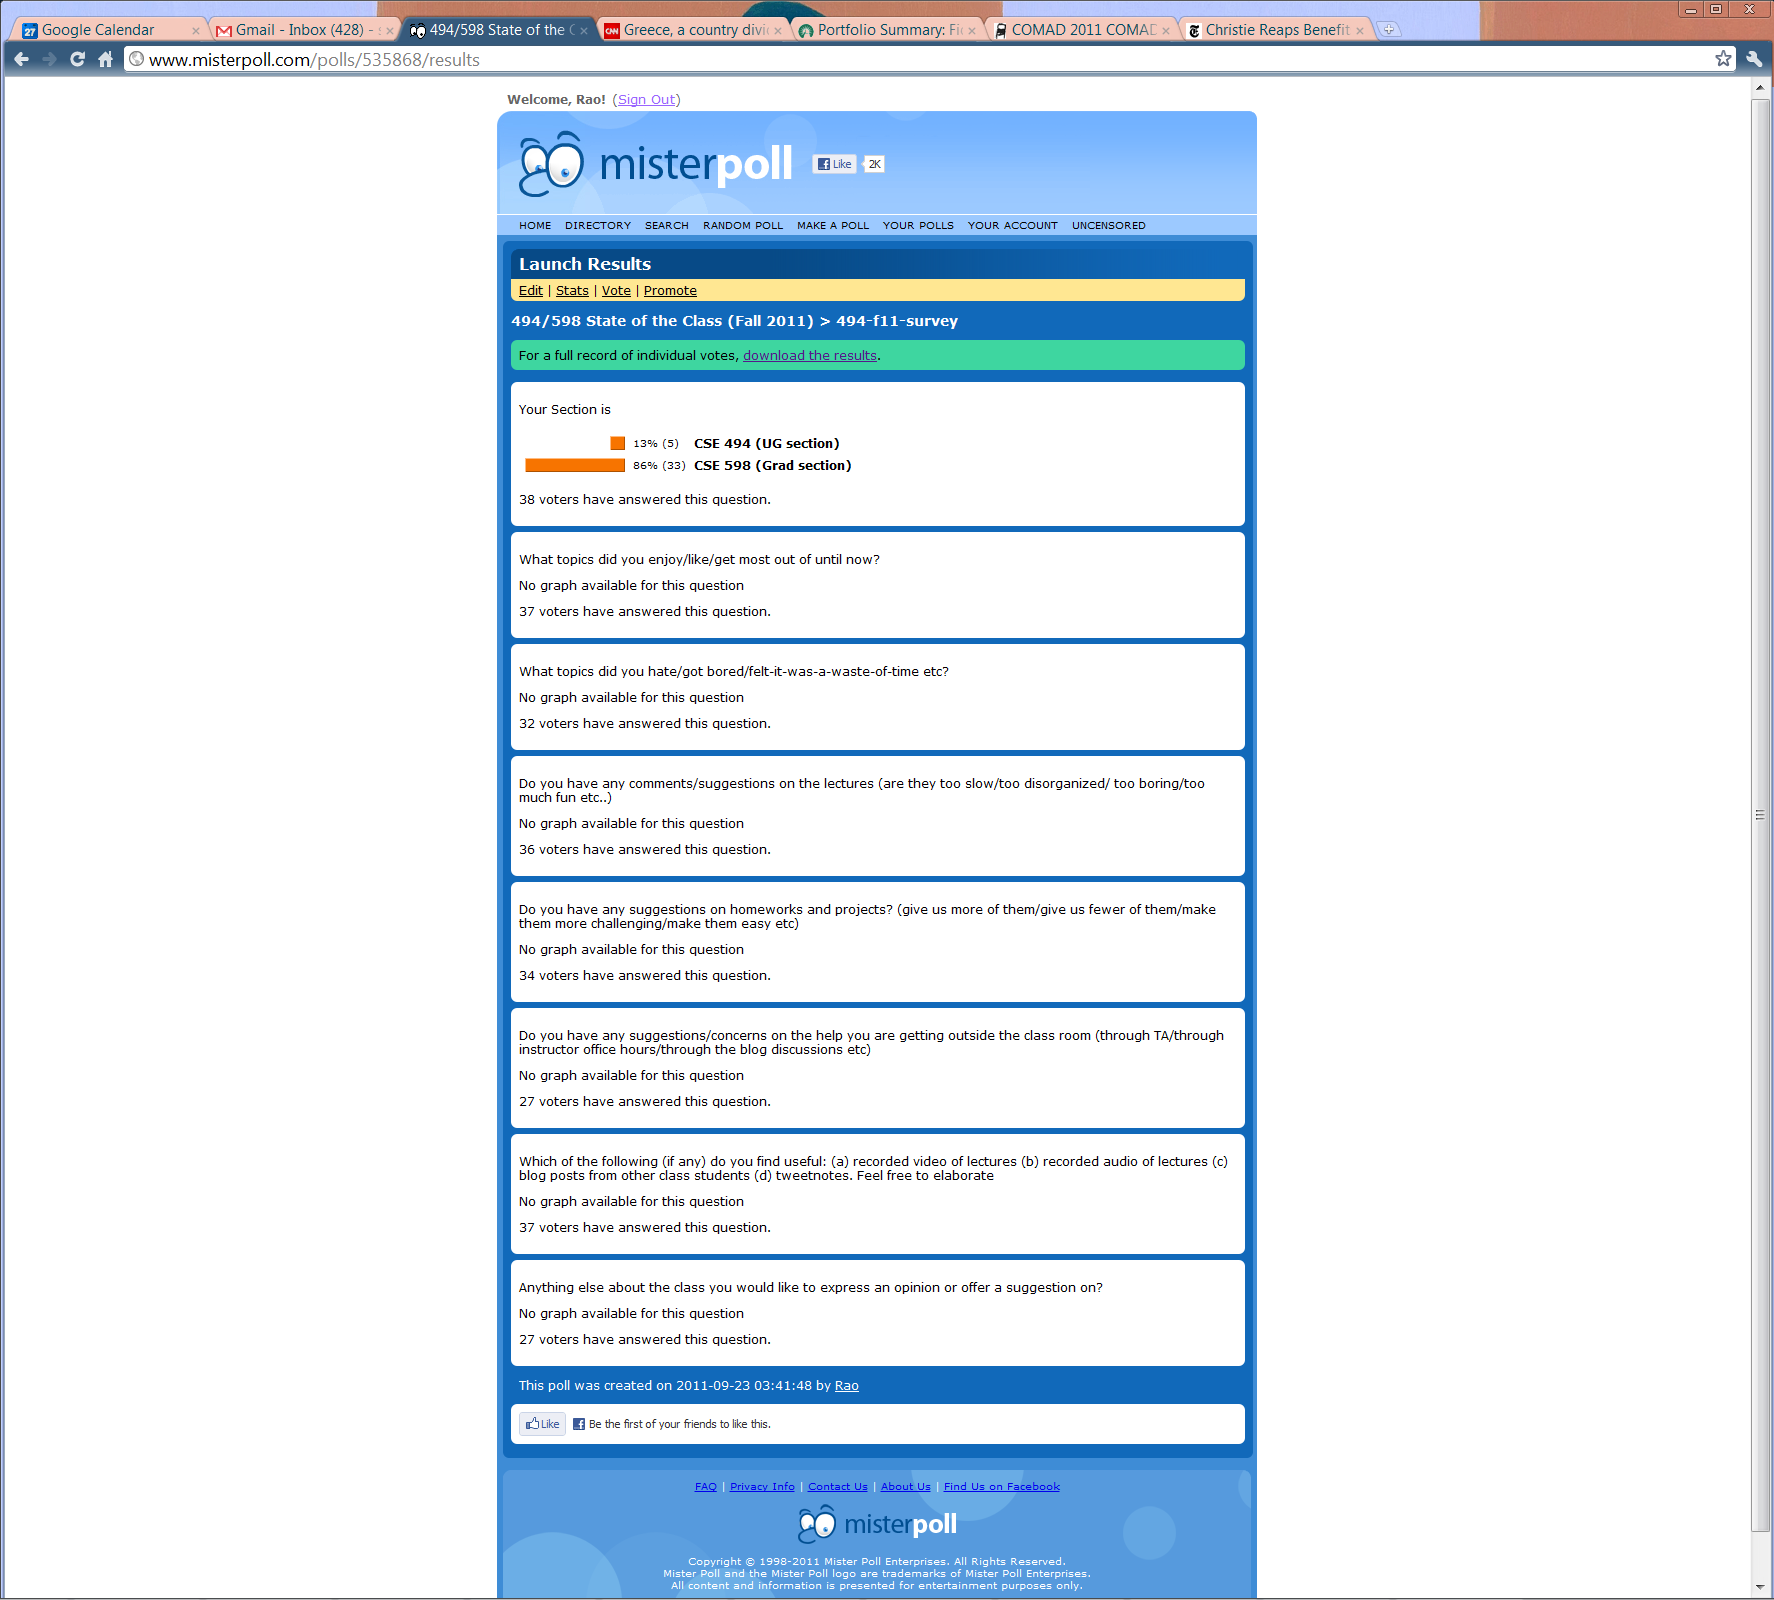 Google Calendar
Gmail - Inbox (428) -
494/598 State of the
Greece, a country divi
Portfolio Summary:
COMAD 2011 COMAD
Christie Reaps Benefit
www.misterpoll.com/polls/535868/results
Welcome, Rao! (Sign Out)
misterpoll
Like
2K
HOME DIRECTORY SEARCH RANDOM POLL MAKE A POLL YOUR POLLS YOUR ACCOUNT UNCENSORED
Launch Results
Edit | Stats | Vote | Promote
494/598 State of the Class (Fall 2011) > 494-f11-survey
For a full record of individual votes, download the results.
Your Section is
13% (5) CSE 494 (UG section)
86% (33) CSE 598 (Grad section)
38 voters have answered this question.
What topics did you enjoy/like/get most out of until now?
No graph available for this question
37 voters have answered this question.
What topics did you hate/got bored/felt-it-was-a-waste-of-time etc?
No graph available for this question
32 voters have answered this question.
Do you have any comments/suggestions on the lectures (are they too slow/too disorganized/ too boring/too
much fun etc..)
No graph available for this question
36 voters have answered this question.
Do you have any suggestions on homeworks and projects? (give us more of them/give us fewer of them/make
them more challenging/make them easy etc)
No graph available for this question
34 voters have answered this question.
Do you have any suggestions/concerns on the help you are getting outside the class room (through TA/through
instructor office hours/through the blog discussions etc)
No graph available for this question
27 voters have answered this question.
Which of the following (if any) do you find useful: (a) recorded video of lectures (b) recorded audio of lectures (c)
blog posts from other class students (d) tweetnotes. Feel free to elaborate
No graph available for this question
37 voters have answered this question.
Anything else about the class you would like to express an opinion or offer a suggestion on?
No graph available for this question
27 voters have answered this question.
This poll was created on 2011-09-23 03:41:48 by Rao
Like Be the first of your friends to like this.
FAQ | Privacy Info | Contact Us | About Us | Find Us on Facebook
misterpoll
Copyright © 1998-2011 Mister Poll Enterprises. All Rights Reserved.
Mister Poll and the Mister Poll logo are trademarks of Mister Poll Enterprises.
All content and information is presented for entertainment purposes only.